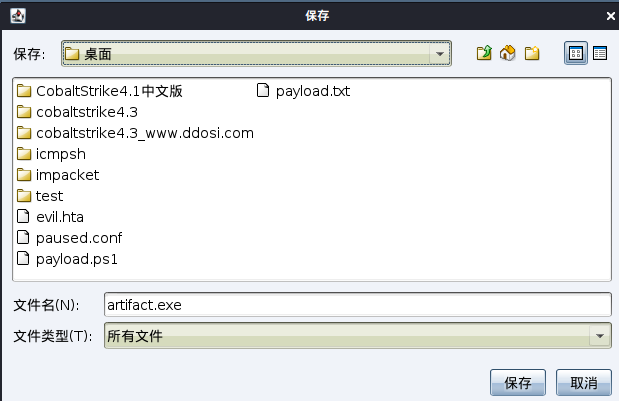 保存
保存:
桌面
CobaltStrike4.1中文版
cobaltstrike4.3
cobaltstrike4.3_www.ddosi.com
icmpsh
impacket
test
evil.hta
paused.conf
payload.ps1
payload.txt
文件名(N):
artifact.exe
文件类型(T):
所有文件
保存
取消